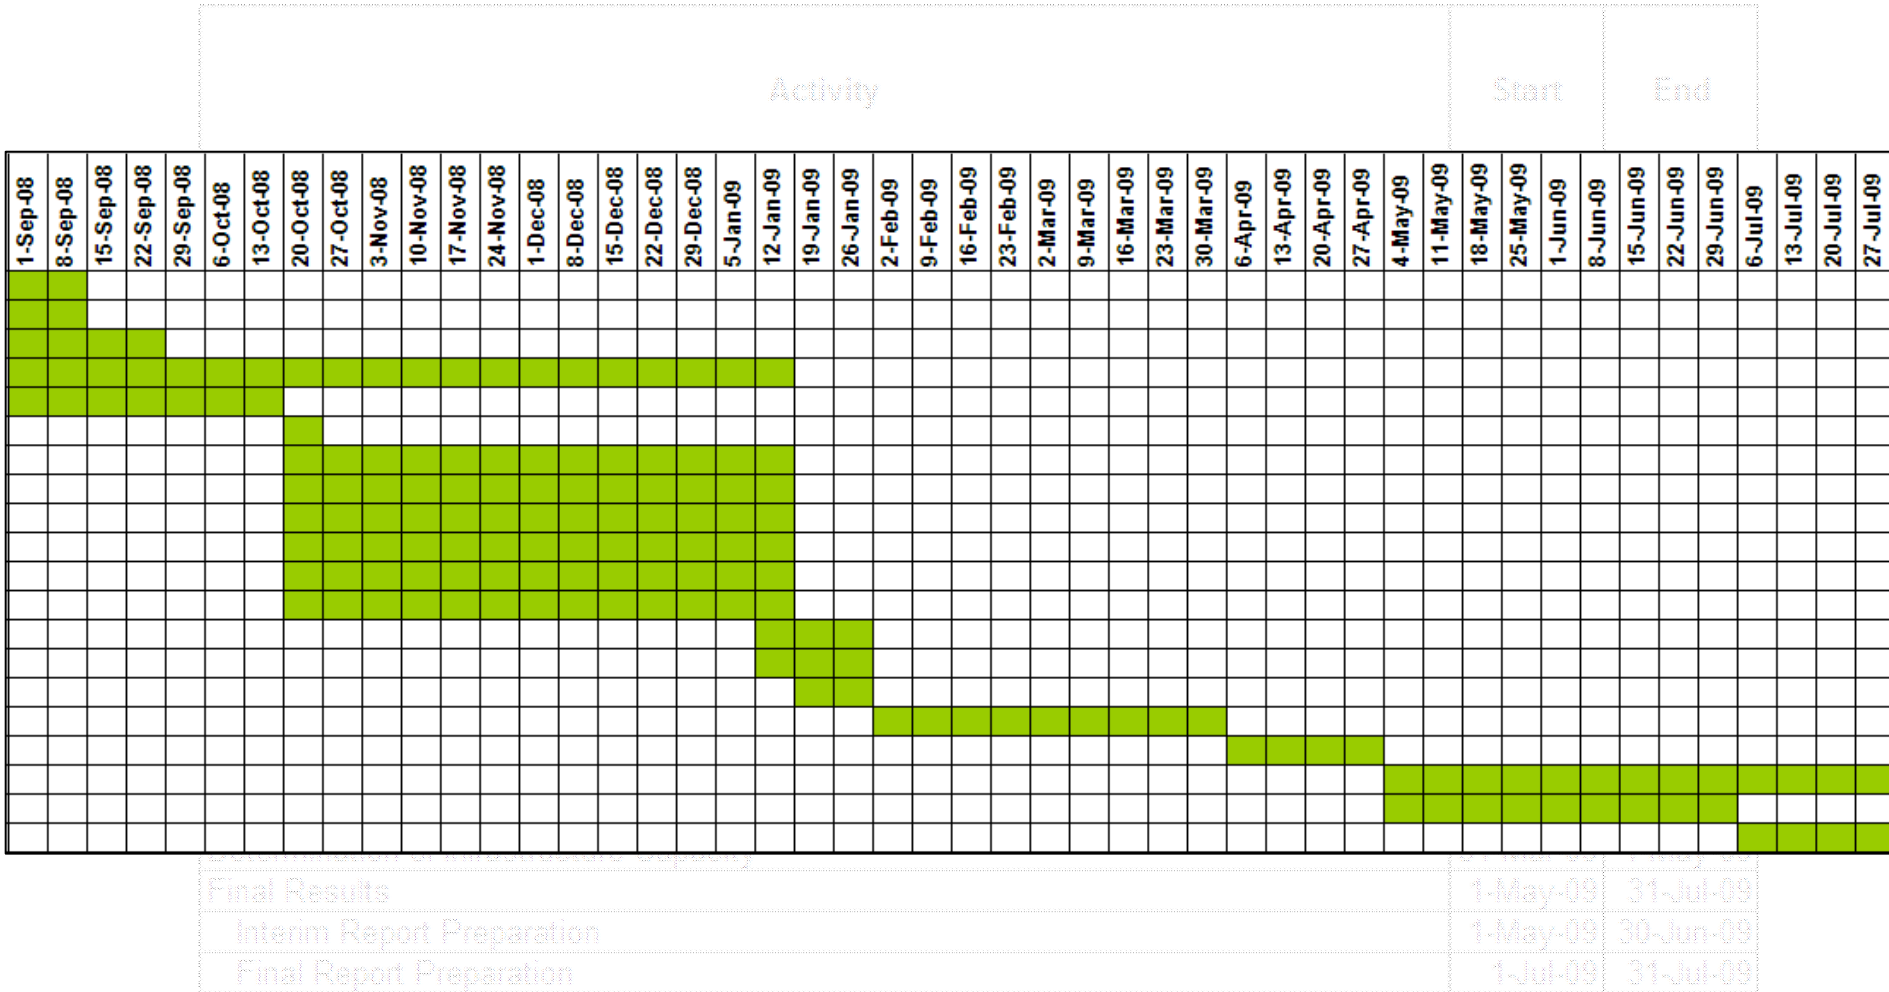 Activity Start End
1-Sep-08 8-Sep-08 15-Sep-08 22-Sep-08 29-Sep-08 6-Oct-08 13-Oct-08 20-Oct-08 27-Oct-08 3-Nov-08 10-Nov-08 17-Nov-08 24-Nov-08 1-Dec-08 8-Dec-08 15-Dec-08 22-Dec-08 29-Dec-08 5-Jan-09 12-Jan-09 19-Jan-09 26-Jan-09 2-Feb-09 9-Feb-09 16-Feb-09 23-Feb-09 2-Mar-09 9-Mar-09 16-Mar-09 23-Mar-09 30-Mar-09 6-Apr-09 13-Apr-09 20-Apr-09 27-Apr-09 4-May-09 11-May-09 18-May-09 25-May-09 1-Jun-09 8-Jun-09 15-Jun-09 22-Jun-09 29-Jun-09 6-Jul-09 13-Jul-09 20-Jul-09 27-Jul-09
Determination of Infrastructure Capacity
Final Results 1-May-09 31-Jul-09
Interim Report Preparation 1-May-09 30-Jun-09
Final Report Preparation 1-Jul-09 31-Jul-09